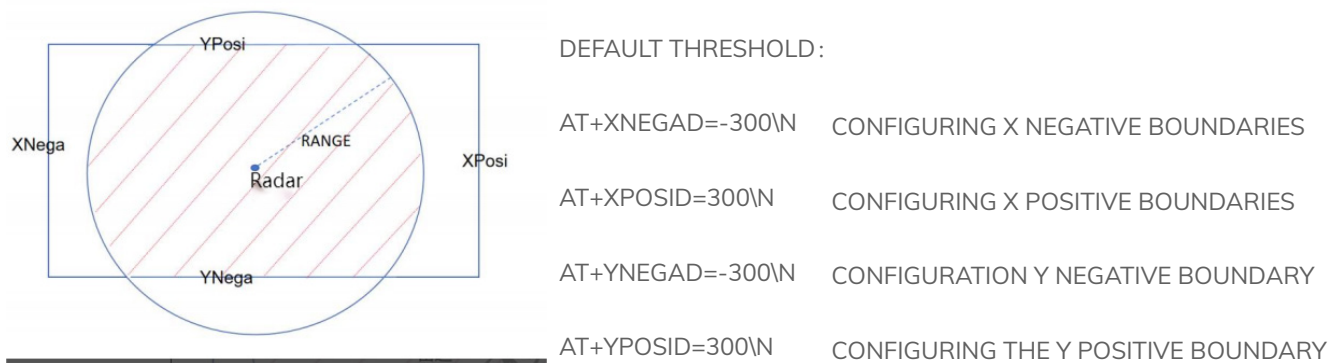 YPosi
XNega
RANGE
XPosi
Radar
YNega
DEFAULT THRESHOLD：
AT+XNEGAD=-300\N CONFIGURING X NEGATIVE BOUNDARIES
AT+XPOSID=300\N CONFIGURING X POSITIVE BOUNDARIES
AT+YNEGAD=-300\N CONFIGURATION Y NEGATIVE BOUNDARY
AT+YPOSID=300\N CONFIGURING THE Y POSITIVE BOUNDARY